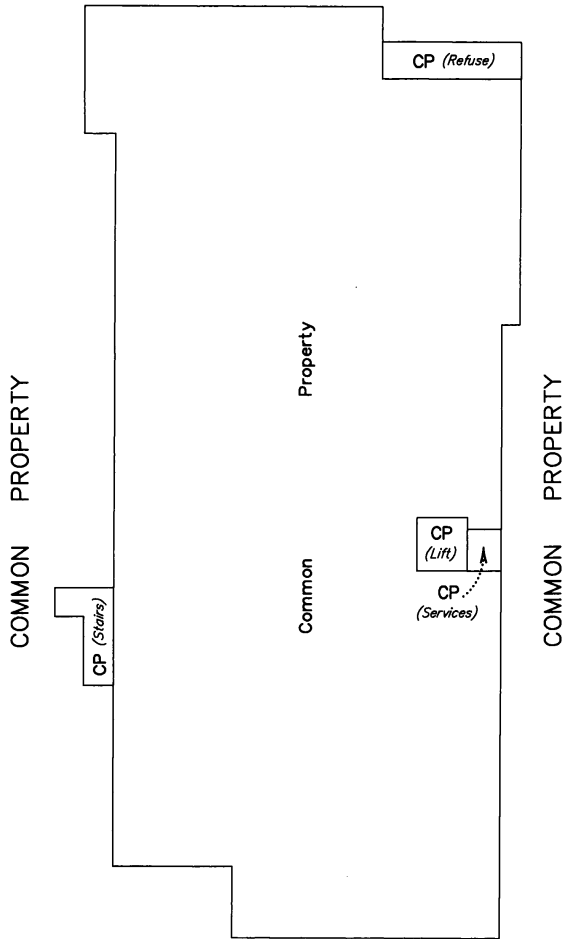 CP (Refuse)
COMMON PROPERTY
Common Property
CP (Stairs)
CP
(Lift)
CP
(Services)
COMMON PROPERTY